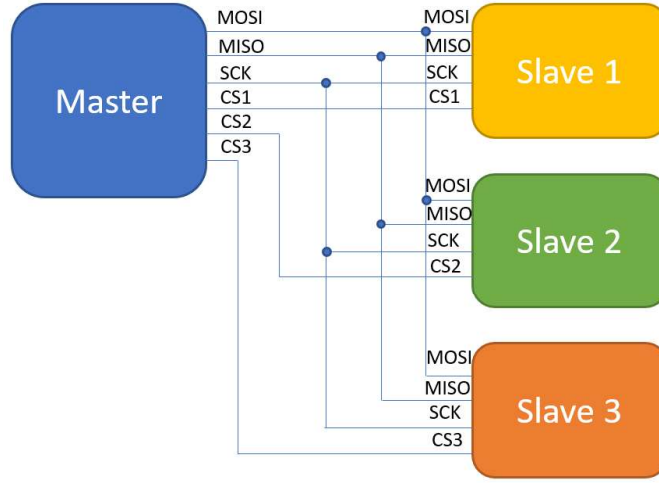 Master
MOSI
MISO
SCK
CS1
CS2
CS3
MOSI
MISO
SCK
CS1
Slave 1
MOSI
MISO
SCK
CS2
Slave 2
MOSI
MISO
SCK
CS3
Slave 3